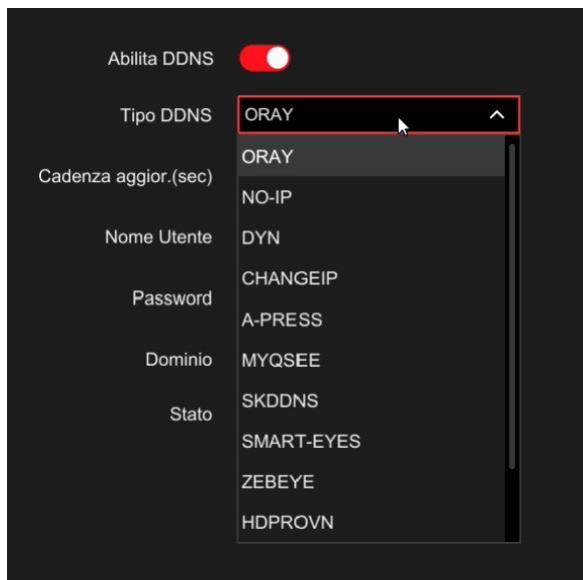 Abilita DDNS
Tipo DDNS ORAY
ORAY
Cadenza aggior.(sec)
NO-IP
Nome Utente DYN
CHANGEIP
Password
A-PRESS
Dominio MYQSEE
SKDDNS
Stato
SMART-EYES
ZEBEYE
HDPROVN